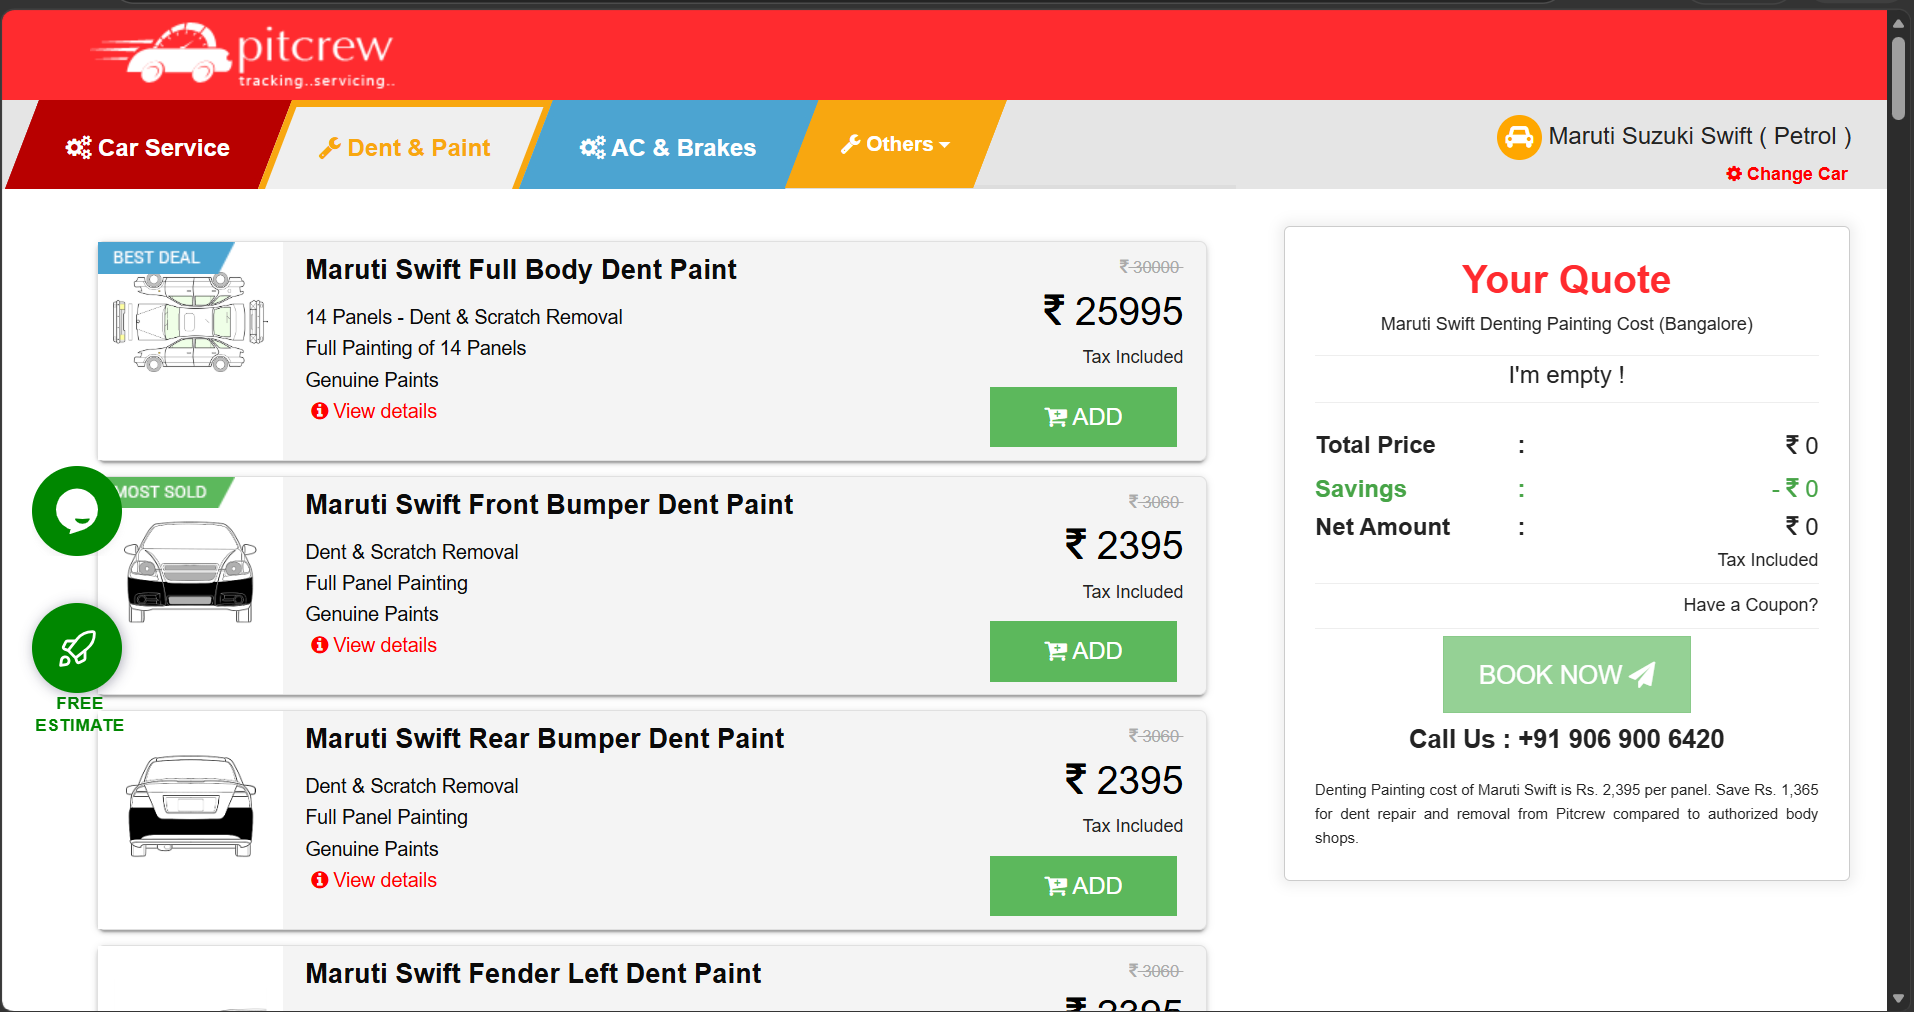 pitcrew
tracking..servicing..
Car Service
Dent & Paint
AC & Brakes
Others
Maruti Suzuki Swift ( Petrol )
Change Car
BEST DEAL
Maruti Swift Full Body Dent Paint
₹ 30000
14 Panels - Dent & Scratch Removal
₹ 25995
Full Painting of 14 Panels
Tax Included
Genuine Paints
View details
ADD
MOST SOLD
Maruti Swift Front Bumper Dent Paint
₹ 3060
Dent & Scratch Removal
₹ 2395
Full Panel Painting
Tax Included
Genuine Paints
View details
ADD
FREE
ESTIMATE
Maruti Swift Rear Bumper Dent Paint
₹ 3060
Dent & Scratch Removal
₹ 2395
Full Panel Painting
Tax Included
Genuine Paints
View details
ADD
Maruti Swift Fender Left Dent Paint
₹ 3060
₹ 2395
Your Quote
Maruti Swift Denting Painting Cost (Bangalore)
I'm empty !
Total Price : ₹ 0
Savings : - ₹ 0
Net Amount : ₹ 0
Tax Included
Have a Coupon?
BOOK NOW
Call Us : +91 906 900 6420
Denting Painting cost of Maruti Swift is Rs. 2,395 per panel. Save Rs. 1,365
for dent repair and removal from Pitcrew compared to authorized body
shops.